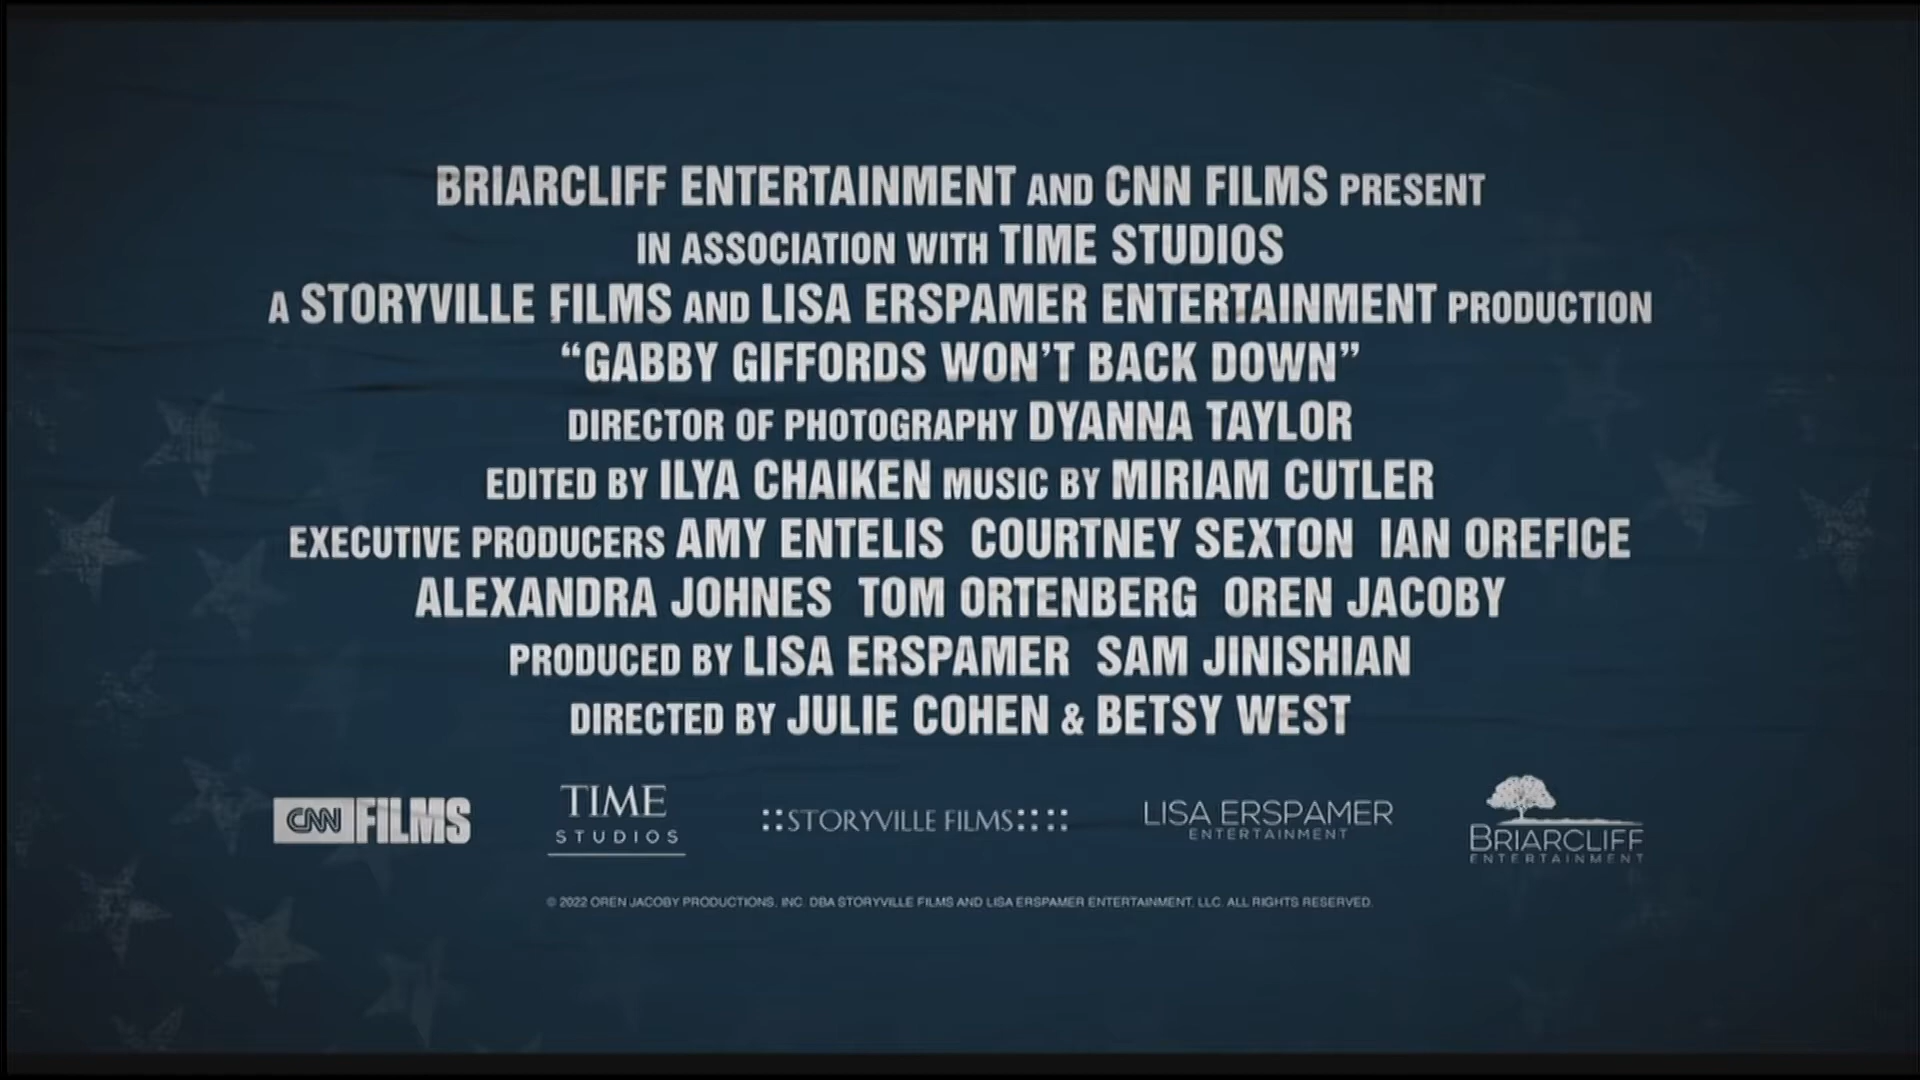 BRIARCLIFF ENTERTAINMENT AND CNN FILMS PRESENT
IN ASSOCIATION WITH TIME STUDIOS
A STORYVILLE FILMS AND LISA ERSPAMER ENTERTAINMENT PRODUCTION
“GABBY GIFFORDS WON’T BACK DOWN”
DIRECTOR OF PHOTOGRAPHY DYANNA TAYLOR
EDITED BY ILYA CHAIKEN MUSIC BY MIRIAM CUTLER
EXECUTIVE PRODUCERS AMY ENTELIS COURTNEY SEXTON IAN OREFICE
ALEXANDRA JOHNES TOM ORTENBERG OREN JACOBY
PRODUCED BY LISA ERSPAMER SAM JINISHIAN
DIRECTED BY JULIE COHEN & BETSY WEST
CNN FILMS
TIME
STUDIOS
::STORYVILLE FILMS::::
LISA ERSPAMER
ENTERTAINMENT
BRIARCLIFF
ENTERTAINMENT
© 2022 OREN JACOBY PRODUCTIONS, INC. DBA STORYVILLE FILMS AND LISA ERSPAMER ENTERTAINMENT, LLC. ALL RIGHTS RESERVED.